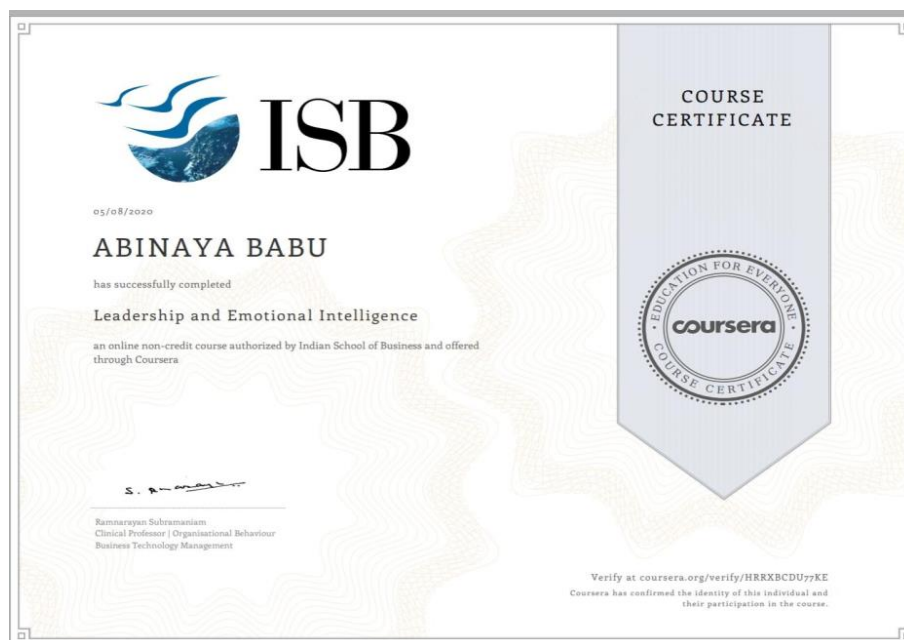 ISB
05/08/2020
ABINAYA BABU
has successfully completed
Leadership and Emotional Intelligence
an online non-credit course authorized by Indian School of Business and offered
through Coursera
Ramnarayan Subramaniam
Clinical Professor | Organisational Behaviour
Business Technology Management
COURSE
CERTIFICATE
EDUCATION FOR EVERYONE
coursera
COURSE CERTIFICATE
Verify at coursera.org/verify/HRRXBCDU77KE
Coursera has confirmed the identity of this individual and
their participation in the course.